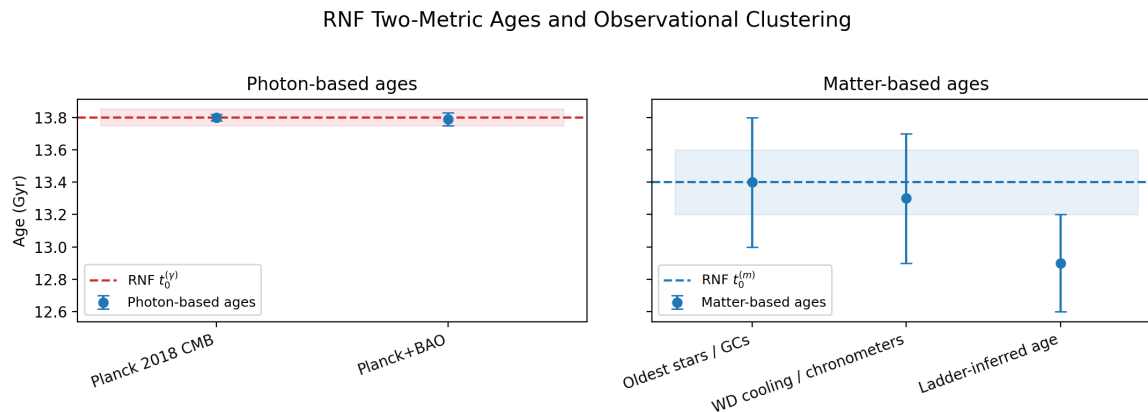 RNF Two-Metric Ages and Observational Clustering
Photon-based ages
Matter-based ages
Age (Gyr)
13.8
13.6
13.4
13.2
13.0
12.8
12.6
RNF t₀⁽ᵞ⁾
Photon-based ages
RNF t₀⁽ᵐ⁾
Matter-based ages
Planck 2018 CMB
Planck+BAO
Oldest stars / GCs
WD cooling / chronometers
Ladder-inferred age